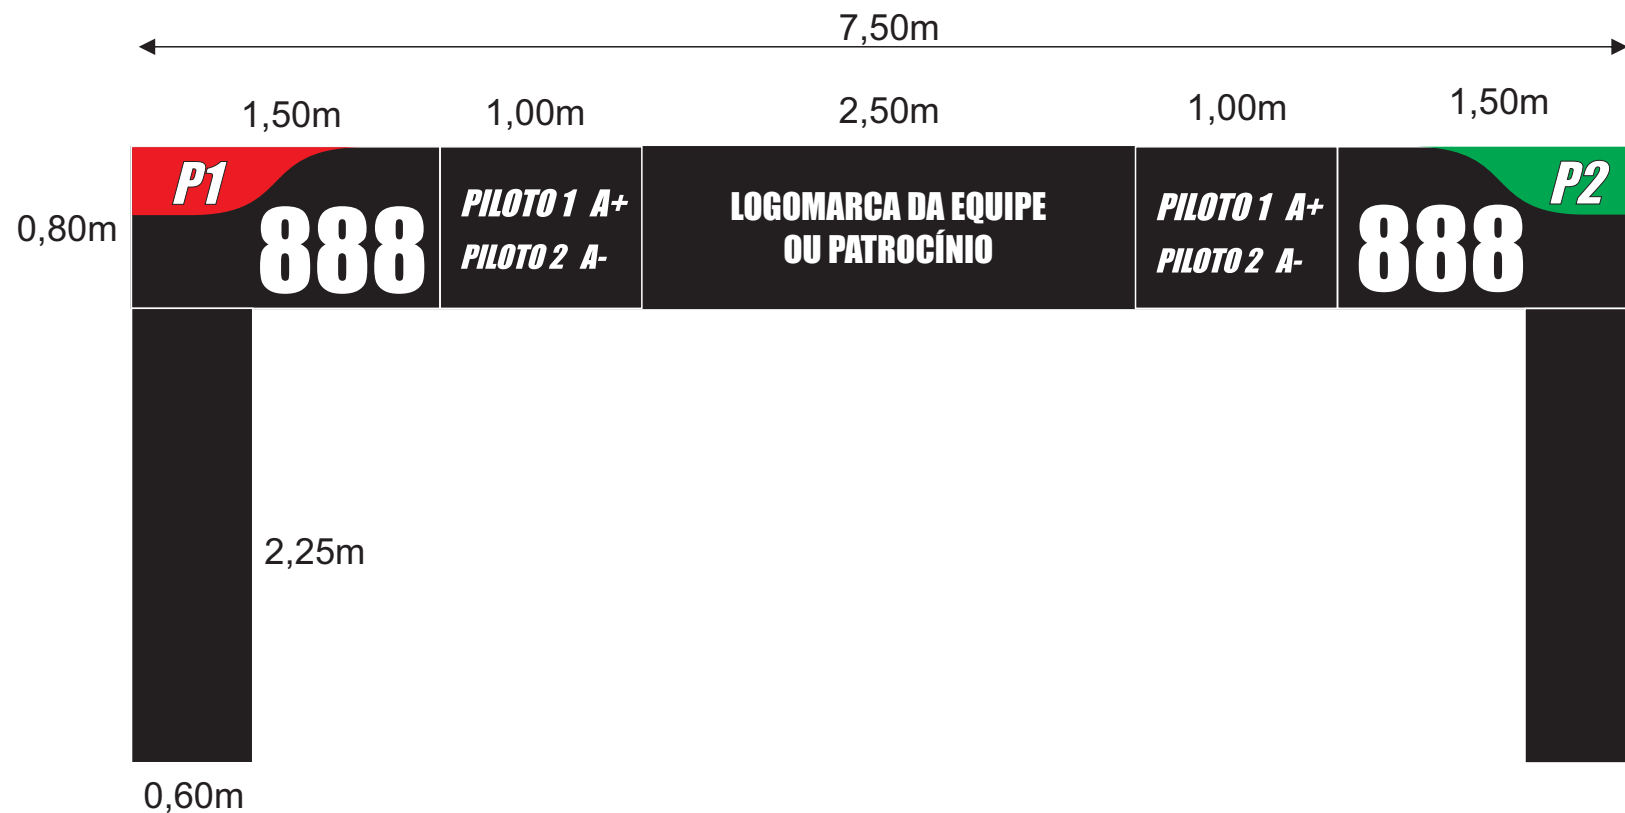 7,50m
1,50m
1,00m
2,50m
1,00m
1,50m
0,80m
P1
888
PILOTO 1 A+
PILOTO 2 A-
LOGOMARCA DA EQUIPE
OU PATROCÍNIO
PILOTO 1 A+
PILOTO 2 A-
888
P2
2,25m
0,60m